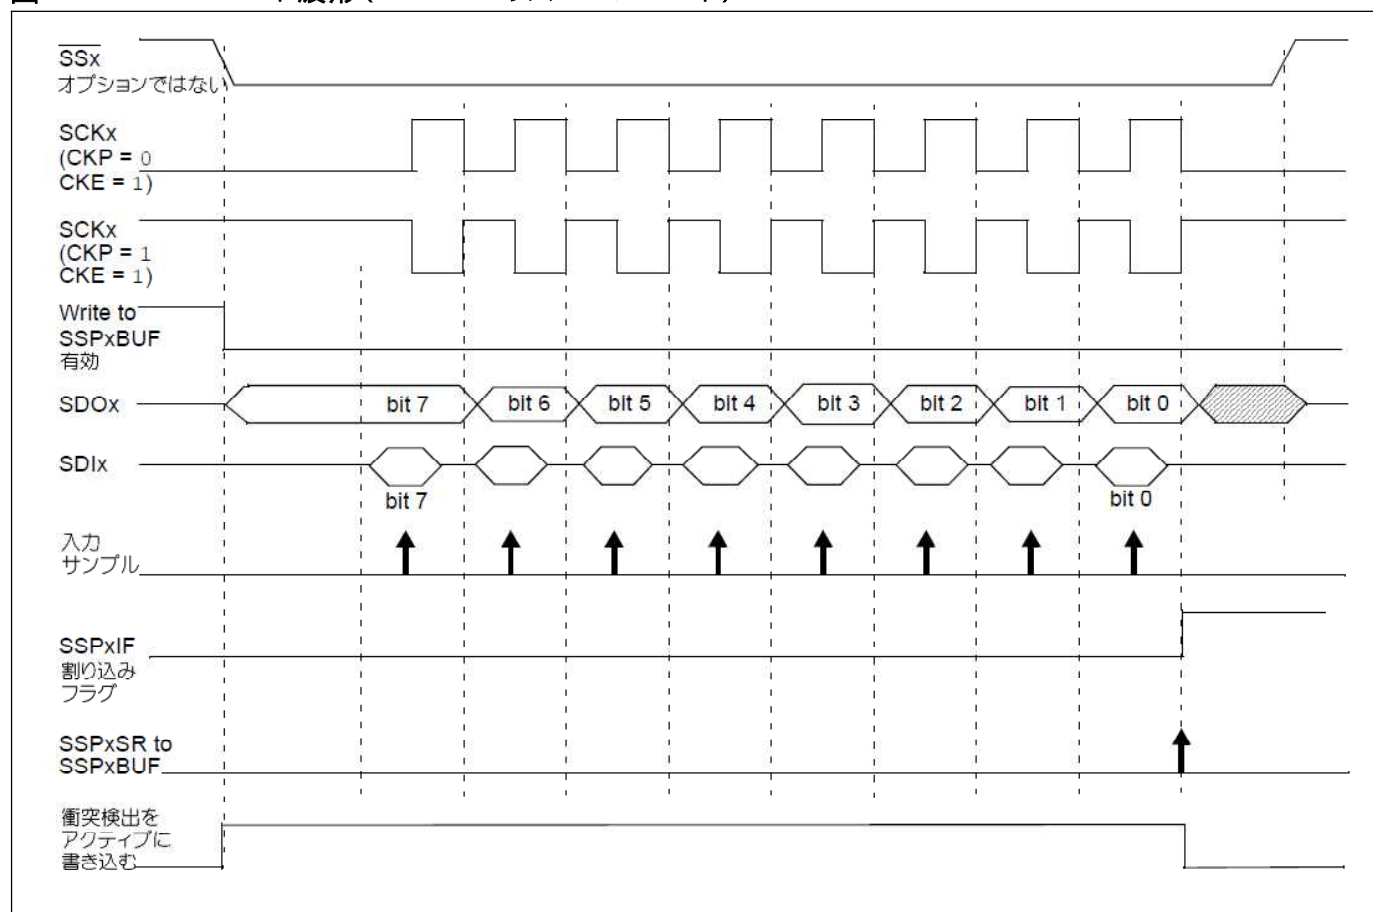 SSx
オプションではない
SCKx
(CKP = 0
CKE = 1)
SCKx
(CKP = 1
CKE = 1)
Write to
SSPxBUF
有効
SDOx
bit 7 bit 6 bit 5 bit 4 bit 3 bit 2 bit 1 bit 0
SDIx
bit 7 bit 0
入力
サンプル
SSPxIF
割り込み
フラグ
SSPxSR to
SSPxBUF
衝突検出を
アクティブに
書き込む